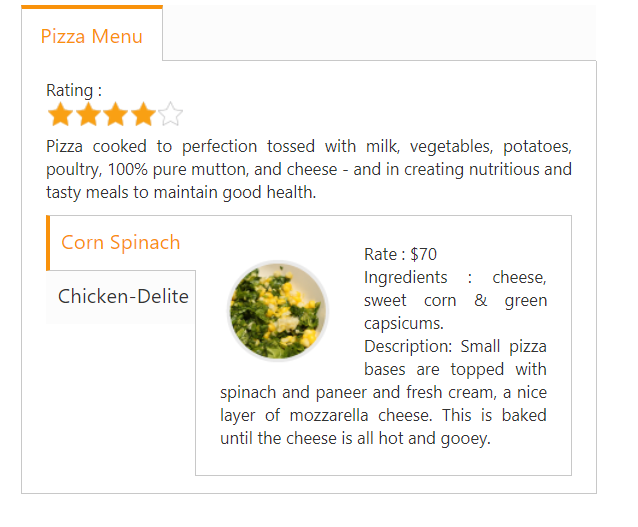 Pizza Menu
Rating :
Pizza cooked to perfection tossed with milk, vegetables, potatoes,
poultry, 100% pure mutton, and cheese - and in creating nutritious and
tasty meals to maintain good health.
Corn Spinach
Chicken-Delite
Rate : $70
Ingredients : cheese,
sweet corn & green
capsicums.
Description: Small pizza
bases are topped with
spinach and paneer and fresh cream, a nice
layer of mozzarella cheese. This is baked
until the cheese is all hot and gooey.